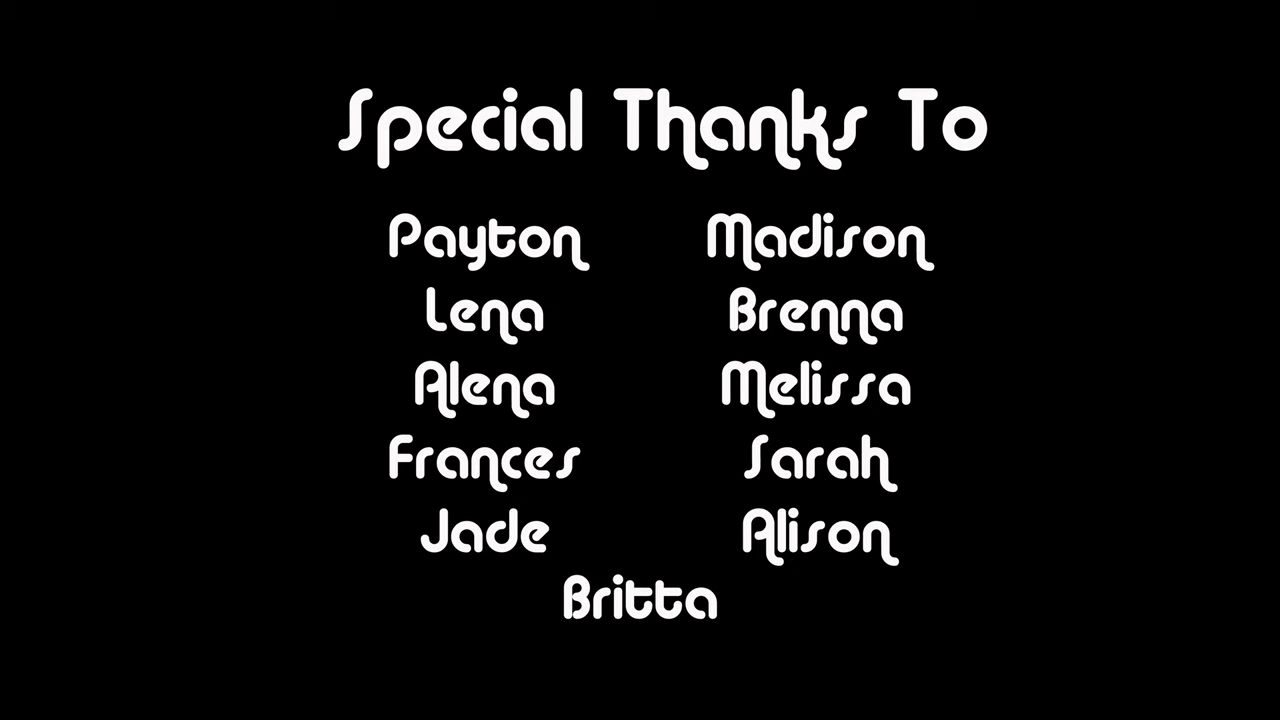 Special Thanks To
Payton Madison
Lena Brenna
Alena Melissa
Frances Sarah
Jade Alison
Britta